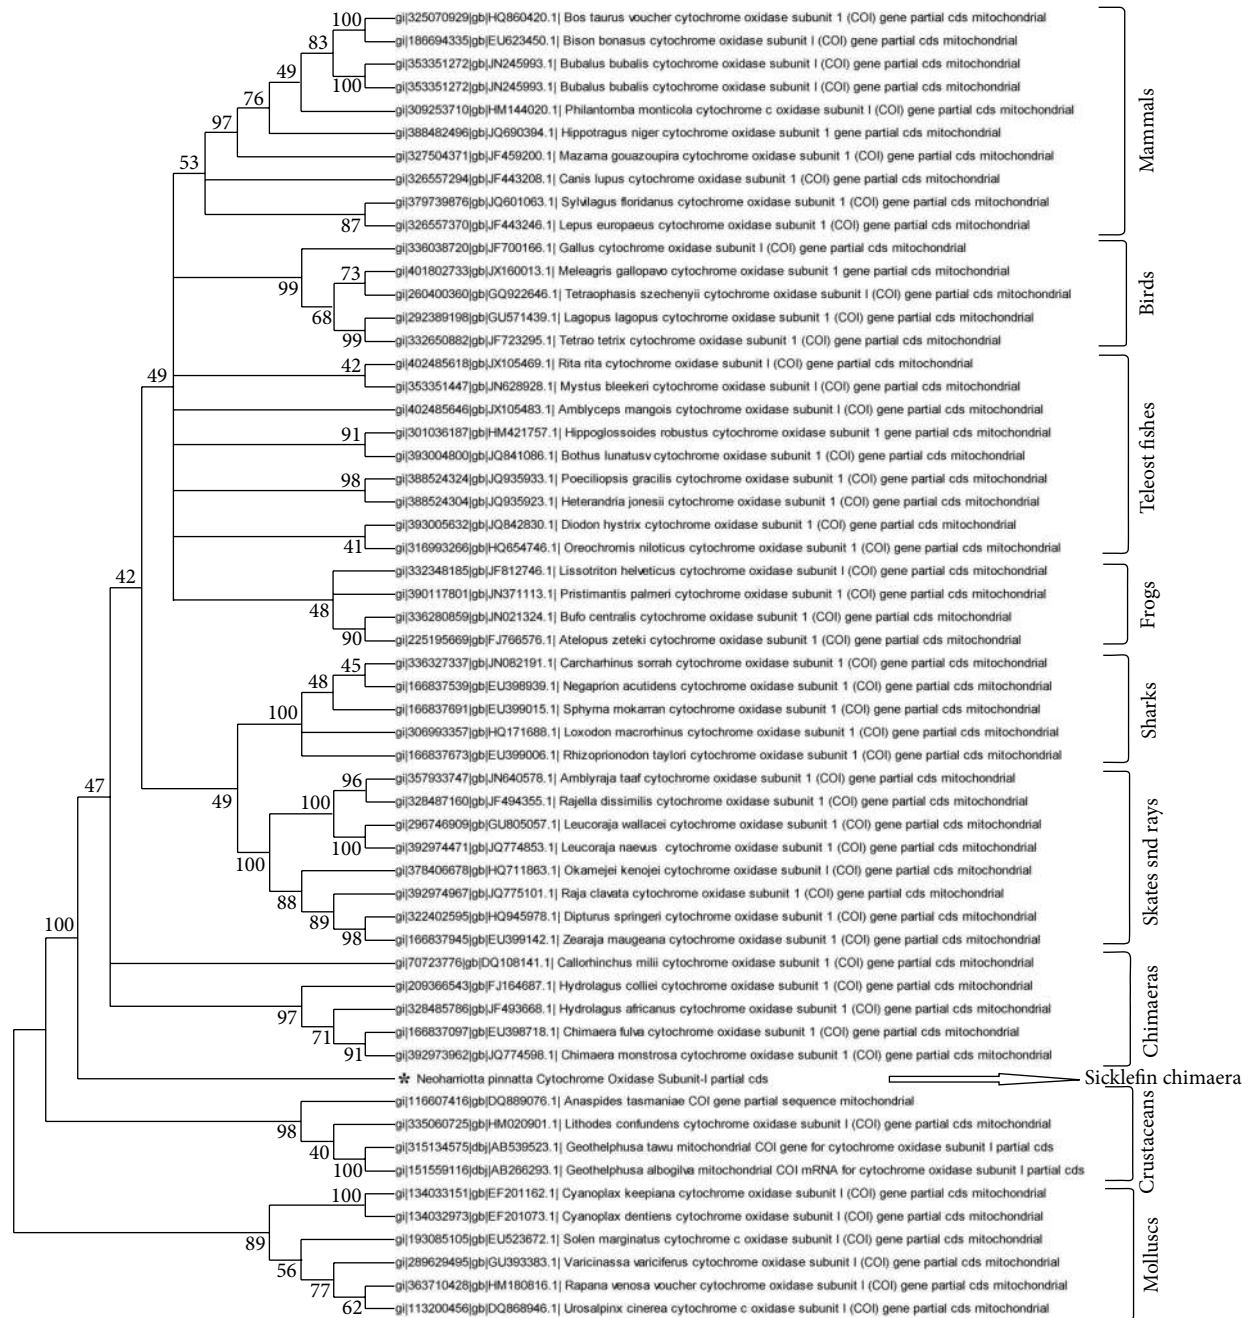 100
gi|325070929|gb|HQ860420.1| Bos taurus voucher cytochrome oxidase subunit 1 (COI) gene partial cds mitochondrial
83
gi|186694335|gb|EU623450.1| Bison bonasus cytochrome oxidase subunit I (COI) gene partial cds mitochondrial
gi|353351272|gb|JN245993.1| Bubalus bubalis cytochrome oxidase subunit I (COI) gene partial cds mitochondrial
49
100
gi|353351272|gb|JN245993.1| Bubalus bubalis cytochrome oxidase subunit I (COI) gene partial cds mitochondrial
76
gi|309253710|gb|HM144020.1| Philantomba monticola cytochrome c oxidase subunit I (COI) gene partial cds mitochondrial
97
gi|388482496|gb|JQ690394.1| Hippotragus niger cytochrome oxidase subunit 1 gene partial cds mitochondrial
53
gi|327504371|gb|JF459200.1| Mazama gouazoupira cytochrome oxidase subunit 1 (COI) gene partial cds mitochondrial
gi|326557294|gb|JF443208.1| Canis lupus cytochrome oxidase subunit 1 (COI) gene partial cds mitochondrial
gi|379739876|gb|JQ601063.1| Sylvilagus floridanus cytochrome oxidase subunit 1 (COI) gene partial cds mitochondrial
87
gi|326557370|gb|JF443246.1| Lepus europaeus cytochrome oxidase subunit 1 (COI) gene partial cds mitochondrial
Mammals
gi|336038720|gb|JF700166.1| Gallus cytochrome oxidase subunit I (COI) gene partial cds mitochondrial
73
gi|401802733|gb|JX160013.1| Meleagris gallopavo cytochrome oxidase subunit 1 gene partial cds mitochondrial
99
gi|260400360|gb|GQ922646.1| Tetraophasis szechenyii cytochrome oxidase subunit I (COI) gene partial cds mitochondrial
68
gi|292389198|gb|GU571439.1| Lagopus lagopus cytochrome oxidase subunit 1 (COI) gene partial cds mitochondrial
99
gi|332650882|gb|JF723295.1| Tetrao tetrix cytochrome oxidase subunit 1 (COI) gene partial cds mitochondrial
Birds
42
gi|402485618|gb|JX105469.1| Rita rita cytochrome oxidase subunit I (COI) gene partial cds mitochondrial
49
gi|353351447|gb|JN628928.1| Mystus bleekeri cytochrome oxidase subunit I (COI) gene partial cds mitochondrial
gi|402485646|gb|JX105483.1| Amblyceps mangois cytochrome oxidase subunit I (COI) gene partial cds mitochondrial
91
gi|301036187|gb|HM421757.1| Hippoglossoides robustus cytochrome oxidase subunit 1 gene partial cds mitochondrial
gi|393004800|gb|JQ841086.1| Bothus lunatusv cytochrome oxidase subunit 1 (COI) gene partial cds mitochondrial
98
gi|388524324|gb|JQ935933.1| Poeciliopsis gracilis cytochrome oxidase subunit 1 (COI) gene partial cds mitochondrial
gi|388524304|gb|JQ935923.1| Heterandria jonesii cytochrome oxidase subunit 1 (COI) gene partial cds mitochondrial
gi|393005632|gb|JQ842830.1| Diodon hystrix cytochrome oxidase subunit 1 (COI) gene partial cds mitochondrial
41
gi|316993266|gb|HQ654746.1| Oreochromis niloticus cytochrome oxidase subunit 1 (COI) gene partial cds mitochondrial
Teleost fishes
42
gi|332348185|gb|JF812746.1| Lissotriton helveticus cytochrome oxidase subunit I (COI) gene partial cds mitochondrial
gi|390117801|gb|JN371113.1| Pristimantis palmeri cytochrome oxidase subunit 1 (COI) gene partial cds mitochondrial
48
gi|336280859|gb|JN021324.1| Bufo centralis cytochrome oxidase subunit 1 (COI) gene partial cds mitochondrial
90
gi|225195669|gb|FJ766576.1| Atelopus zeteki cytochrome oxidase subunit 1 (COI) gene partial cds mitochondrial
Frogs
45
gi|336327337|gb|JN082191.1| Carcharhinus sorrah cytochrome oxidase subunit 1 (COI) gene partial cds mitochondrial
48
gi|166837539|gb|EU398939.1| Negaprion acutidens cytochrome oxidase subunit 1 (COI) gene partial cds mitochondrial
100
gi|166837691|gb|EU399015.1| Sphyrna mokarran cytochrome oxidase subunit 1 (COI) gene partial cds mitochondrial
gi|306993357|gb|HQ171688.1| Loxodon macrorhinus cytochrome oxidase subunit 1 (COI) gene partial cds mitochondrial
gi|166837673|gb|EU399006.1| Rhizoprionodon taylori cytochrome oxidase subunit 1 (COI) gene partial cds mitochondrial
Sharks
47
96
gi|357933747|gb|JN640578.1| Amblyraja taaf cytochrome oxidase subunit 1 (COI) gene partial cds mitochondrial
49
100
gi|328487160|gb|JF494355.1| Rajella dissimilis cytochrome oxidase subunit 1 (COI) gene partial cds mitochondrial
gi|296746909|gb|GU805057.1| Leucoraja wallacei cytochrome oxidase subunit 1 (COI) gene partial cds mitochondrial
100
gi|392974471|gb|JQ774853.1| Leucoraja naevus cytochrome oxidase subunit 1 (COI) gene partial cds mitochondrial
100
gi|378406678|gb|HQ711863.1| Okamejei kenojei cytochrome oxidase subunit I (COI) gene partial cds mitochondrial
88
gi|392974967|gb|JQ775101.1| Raja clavata cytochrome oxidase subunit 1 (COI) gene partial cds mitochondrial
89
gi|322402595|gb|HQ945978.1| Dipturus springeri cytochrome oxidase subunit 1 (COI) gene partial cds mitochondrial
98
gi|166837945|gb|EU399142.1| Zearaja maugeana cytochrome oxidase subunit 1 (COI) gene partial cds mitochondrial
Skates snd rays
100
gi|70723776|gb|DQ108141.1| Callorhinchus milii cytochrome oxidase subunit 1 (COI) gene partial cds mitochondrial
gi|209366543|gb|FJ164687.1| Hydrolagus colliei cytochrome oxidase subunit 1 (COI) gene partial cds mitochondrial
97
gi|328485786|gb|JF493668.1| Hydrolagus africanus cytochrome oxidase subunit 1 (COI) gene partial cds mitochondrial
71
gi|166837097|gb|EU398718.1| Chimaera fulva cytochrome oxidase subunit 1 (COI) gene partial cds mitochondrial
91
gi|392973962|gb|JQ774598.1| Chimaera monstrosa cytochrome oxidase subunit 1 (COI) gene partial cds mitochondrial
Chimaeras
* Neoharriotta pinnatta Cytochrome Oxidase Subunit-I partial cds
Sicklefin chimaera
gi|116607416|gb|DQ889076.1| Anaspides tasmaniae COI gene partial sequence mitochondrial
98
gi|335060725|gb|HM020901.1| Lithodes confundens cytochrome oxidase subunit I (COI) gene partial cds mitochondrial
40
gi|315134575|dbj|AB539523.1| Geothelphusa tawu mitochondrial COI gene for cytochrome oxidase subunit I partial cds
100
gi|151559116|dbj|AB266293.1| Geothelphusa albogilva mitochondrial COI mRNA for cytochrome oxidase subunit I partial cds
Crustaceans
100
gi|134033151|gb|EF201162.1| Cyanoplax keepiana cytochrome oxidase subunit I (COI) gene partial cds mitochondrial
gi|134032973|gb|EF201073.1| Cyanoplax dentiens cytochrome oxidase subunit I (COI) gene partial cds mitochondrial
89
gi|193085105|gb|EU523672.1| Solen marginatus cytochrome c oxidase subunit I (COI) gene partial cds mitochondrial
56
gi|289629495|gb|GU393383.1| Varicinassa variciferus cytochrome oxidase subunit I (COI) gene partial cds mitochondrial
77
gi|363710428|gb|HM180816.1| Rapana venosa voucher cytochrome oxidase subunit I (COI) gene partial cds mitochondrial
62
gi|113200456|gb|DQ868946.1| Urosalpinx cinerea cytochrome c oxidase subunit I (COI) gene partial cds mitochondrial
Molluscs